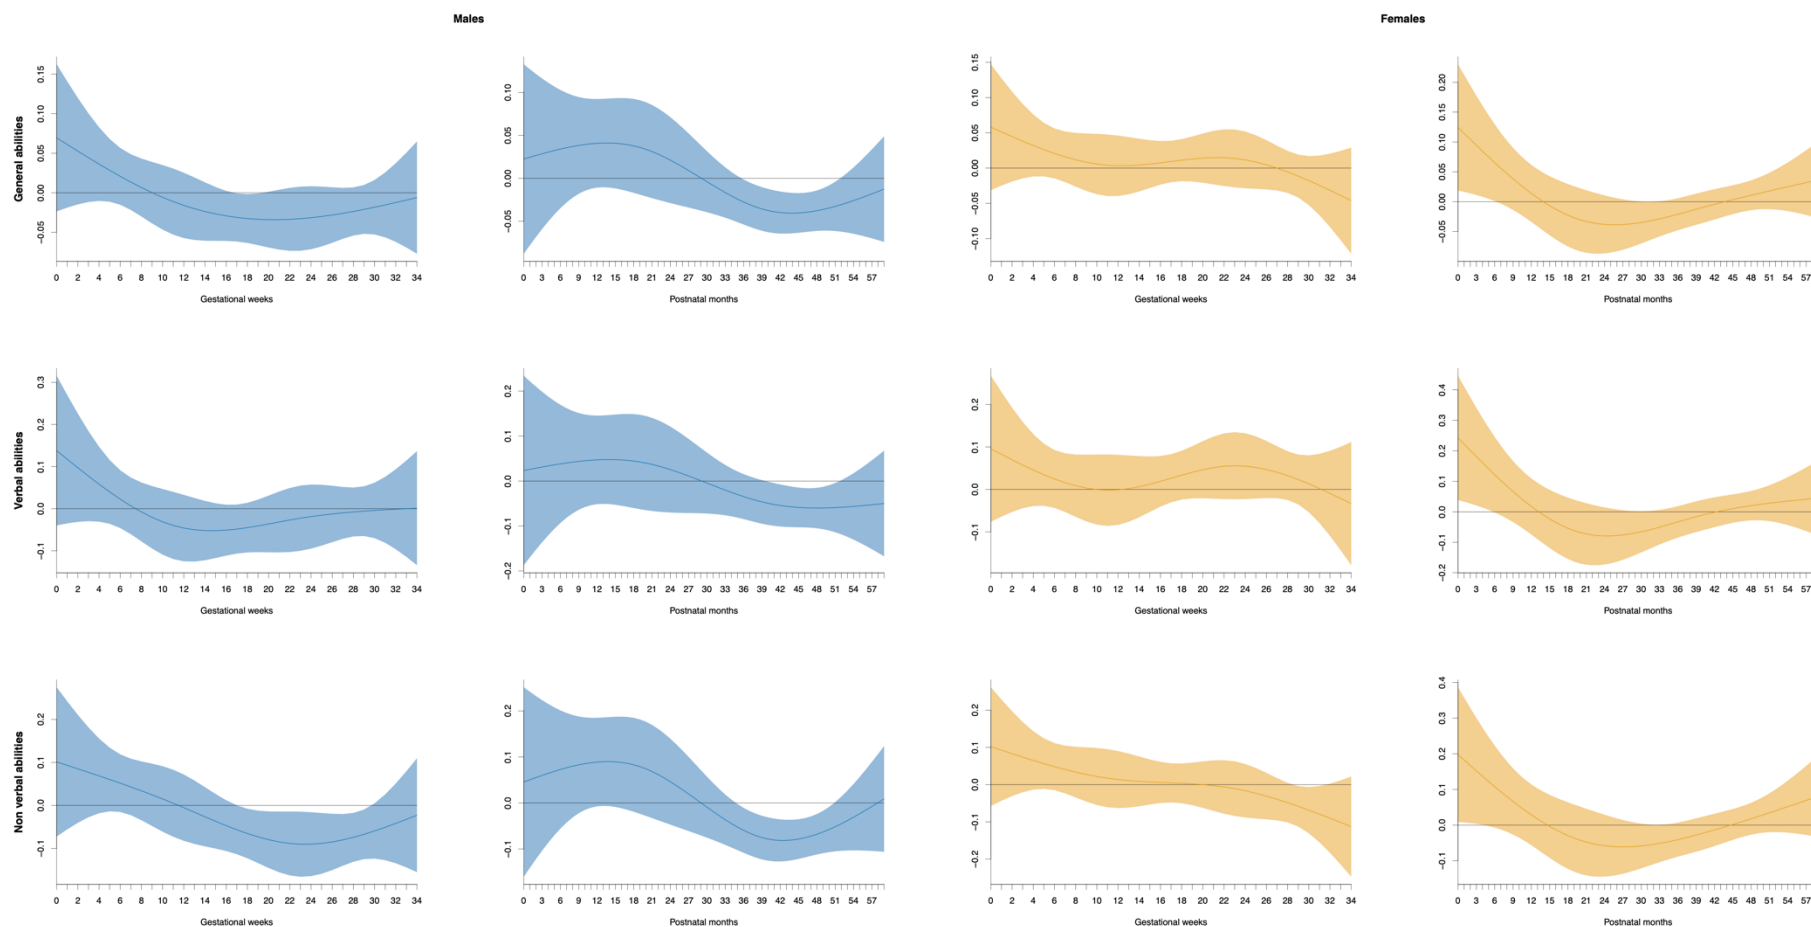 Males Females
General abilities
0.15 0.10 0.05 0.00 −0.05
0 2 4 6 8 10 12 14 16 18 20 22 24 26 28 30 32 34
Gestational weeks
0.10 0.05 0.00 −0.05
0 3 6 9 12 15 18 21 24 27 30 33 36 39 42 45 48 51 54 57
Postnatal months
0.15 0.10 0.05 0.00 −0.05 −0.10
0 2 4 6 8 10 12 14 16 18 20 22 24 26 28 30 32 34
Gestational weeks
0.20 0.15 0.10 0.05 0.00 −0.05
0 3 6 9 12 15 18 21 24 27 30 33 36 39 42 45 48 51 54 57
Postnatal months
Verbal abilities
0.3 0.2 0.1 0.0 −0.1
0 2 4 6 8 10 12 14 16 18 20 22 24 26 28 30 32 34
Gestational weeks
0.2 0.1 0.0 −0.1 −0.2
0 3 6 9 12 15 18 21 24 27 30 33 36 39 42 45 48 51 54 57
Postnatal months
0.2 0.1 0.0 −0.1
0 2 4 6 8 10 12 14 16 18 20 22 24 26 28 30 32 34
Gestational weeks
0.4 0.3 0.2 0.1 0.0 −0.1 −0.2
0 3 6 9 12 15 18 21 24 27 30 33 36 39 42 45 48 51 54 57
Postnatal months
Non verbal abilities
0.2 0.1 0.0 −0.1
0 2 4 6 8 10 12 14 16 18 20 22 24 26 28 30 32 34
Gestational weeks
0.2 0.1 0.0 −0.1
0 3 6 9 12 15 18 21 24 27 30 33 36 39 42 45 48 51 54 57
Postnatal months
0.2 0.1 0.0 −0.1 −0.2
0 2 4 6 8 10 12 14 16 18 20 22 24 26 28 30 32 34
Gestational weeks
0.4 0.3 0.2 0.1 0.0 −0.1
0 3 6 9 12 15 18 21 24 27 30 33 36 39 42 45 48 51 54 57
Postnatal months